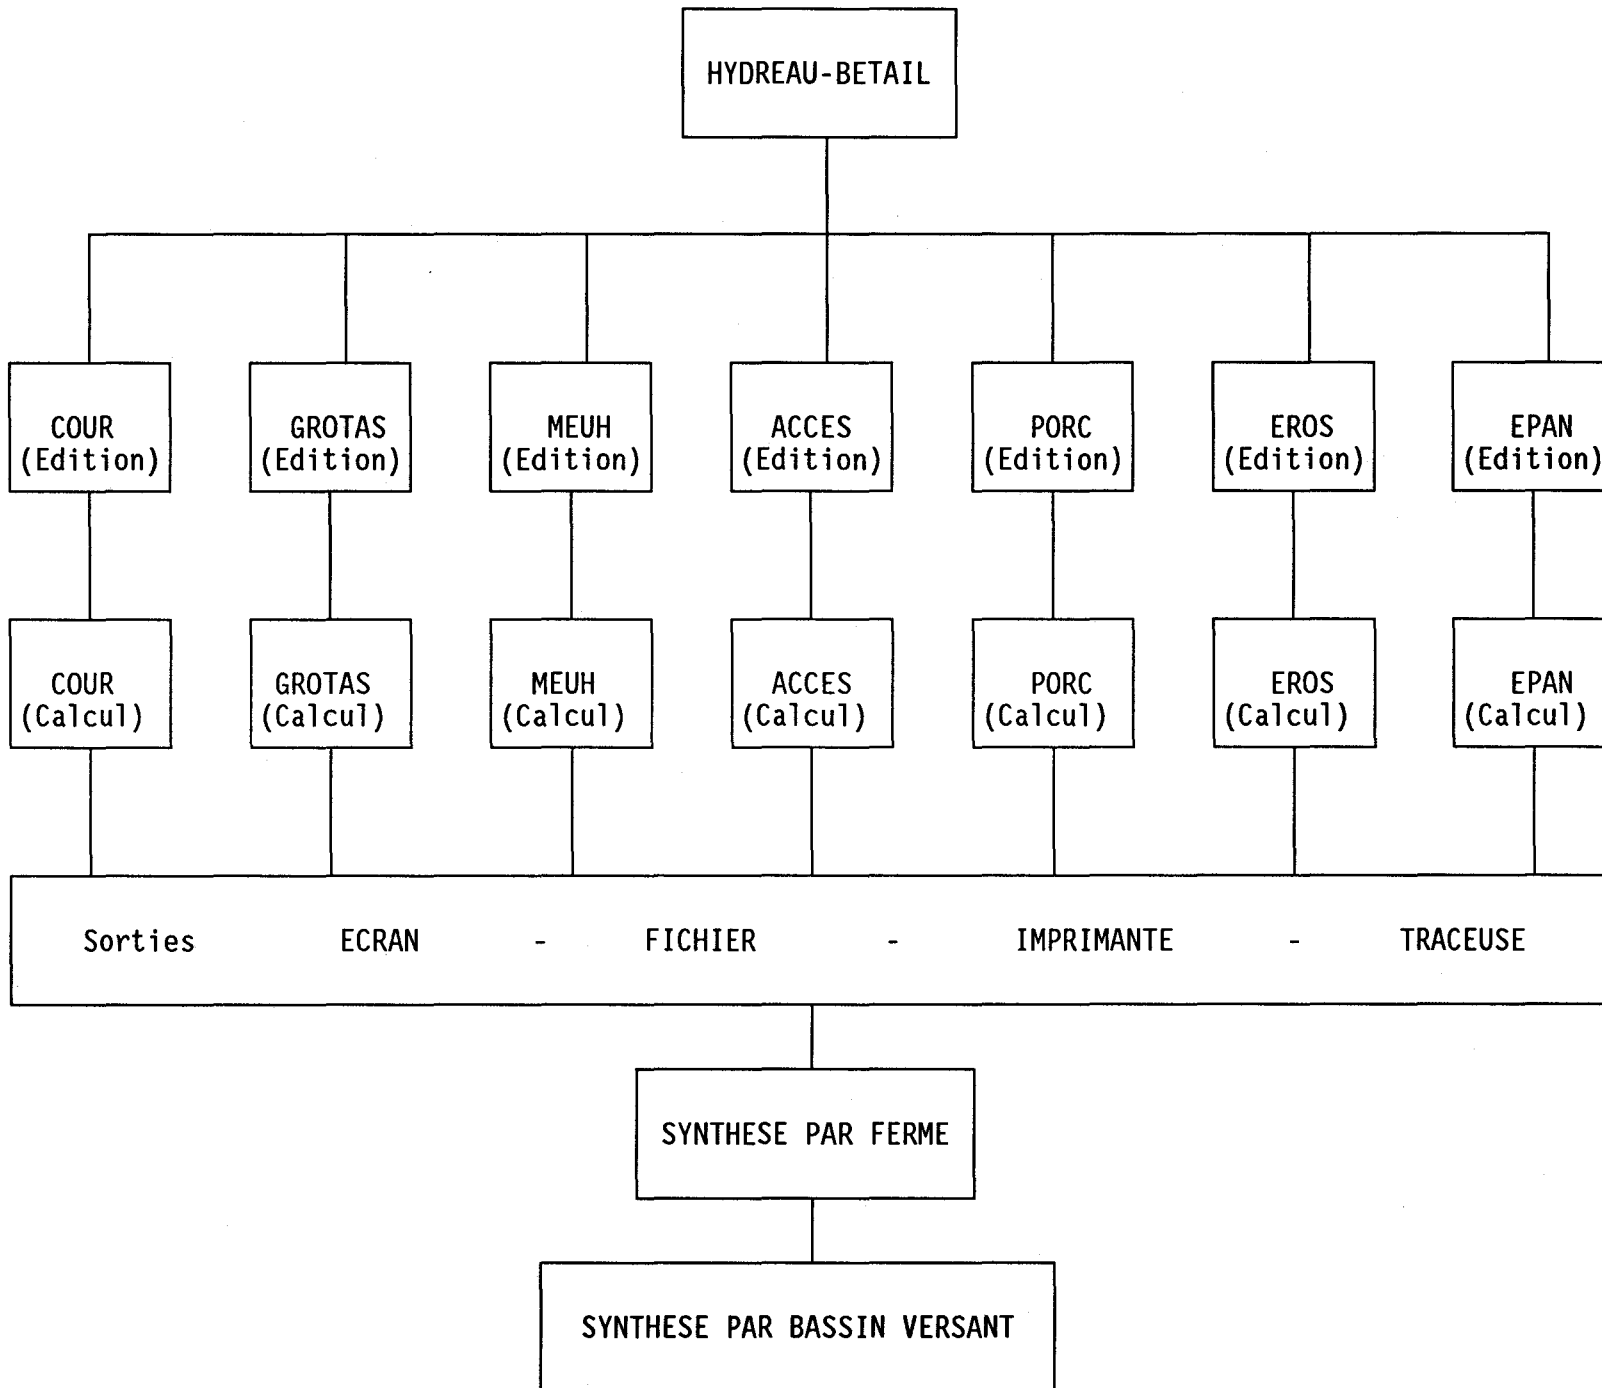 HYDREAU-BETAIL
COUR GROTAS MEUH ACCES PORC EROS EPAN
(Edition) (Edition) (Edition) (Edition) (Edition) (Edition) (Edition)
COUR GROTAS MEUH ACCES PORC EROS EPAN
(Calcul) (Calcul) (Calcul) (Calcul) (Calcul) (Calcul) (Calcul)
Sorties ECRAN - FICHIER - IMPRIMANTE - TRACEUSE
SYNTHESE PAR FERME
SYNTHESE PAR BASSIN VERSANT